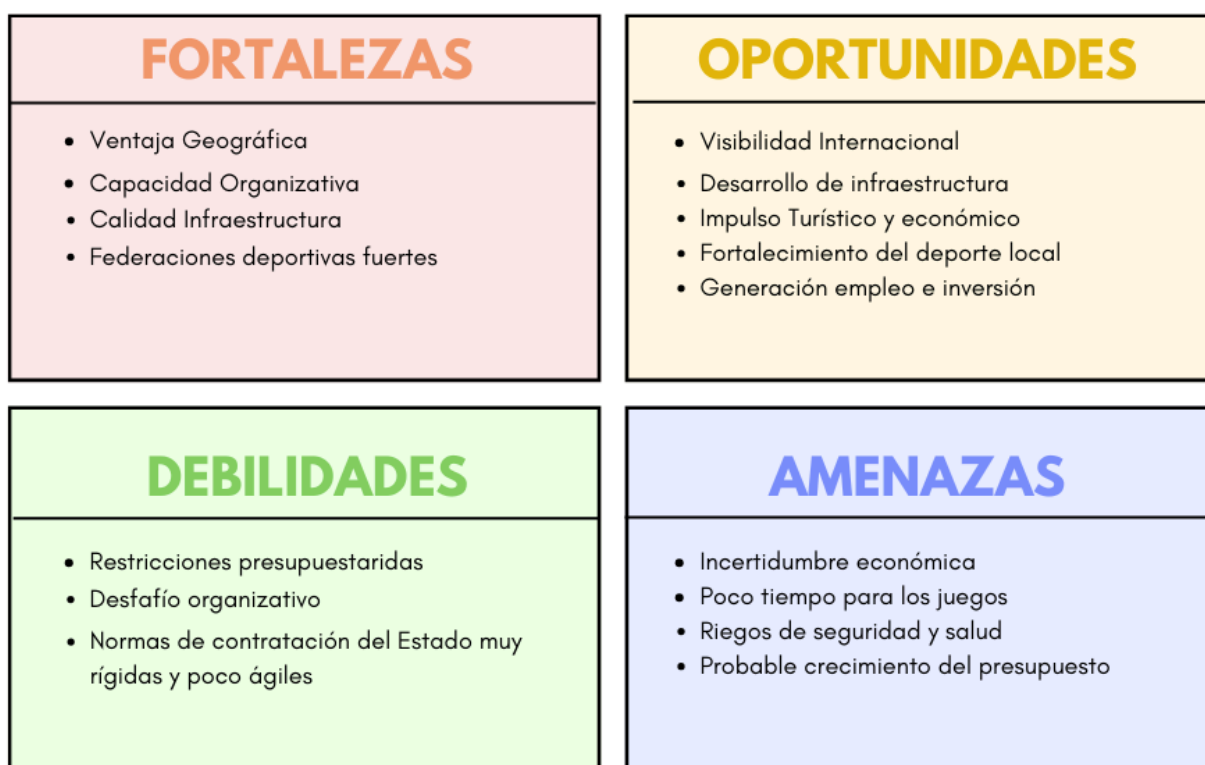 FORTALEZAS
• Ventaja Geográfica
• Capacidad Organizativa
• Calidad Infraestructura
• Federaciones deportivas fuertes
OPORTUNIDADES
• Visibilidad Internacional
• Desarrollo de infraestructura
• Impulso Turístico y económico
• Fortalecimiento del deporte local
• Generación empleo e inversión
DEBILIDADES
• Restricciones presupuestaridas
• Desfafío organizativo
• Normas de contratación del Estado muy
rígidas y poco ágiles
AMENAZAS
• Incertidumbre económica
• Poco tiempo para los juegos
• Riegos de seguridad y salud
• Probable crecimiento del presupuesto